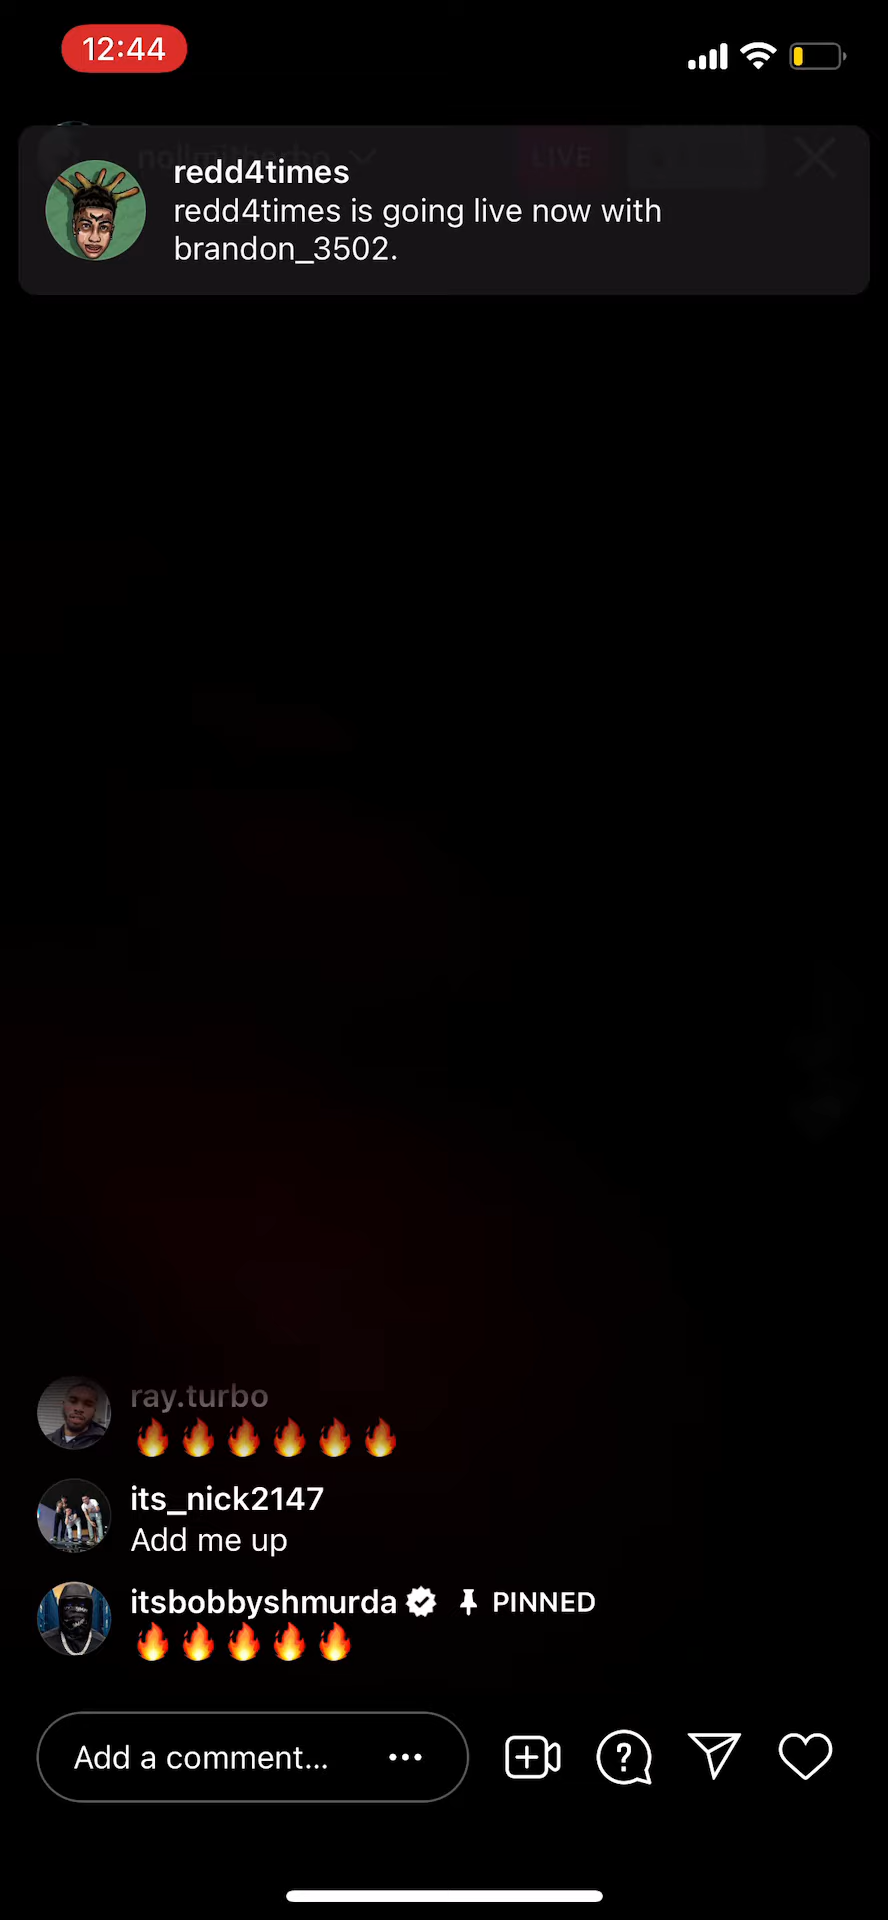 12:44
LIVE
redd4times
redd4times is going live now with
brandon_3502.
ray.turbo
🔥🔥🔥🔥🔥🔥
its_nick2147
Add me up
itsbobbyshmurda PINNED
🔥🔥🔥🔥🔥
Add a comment...